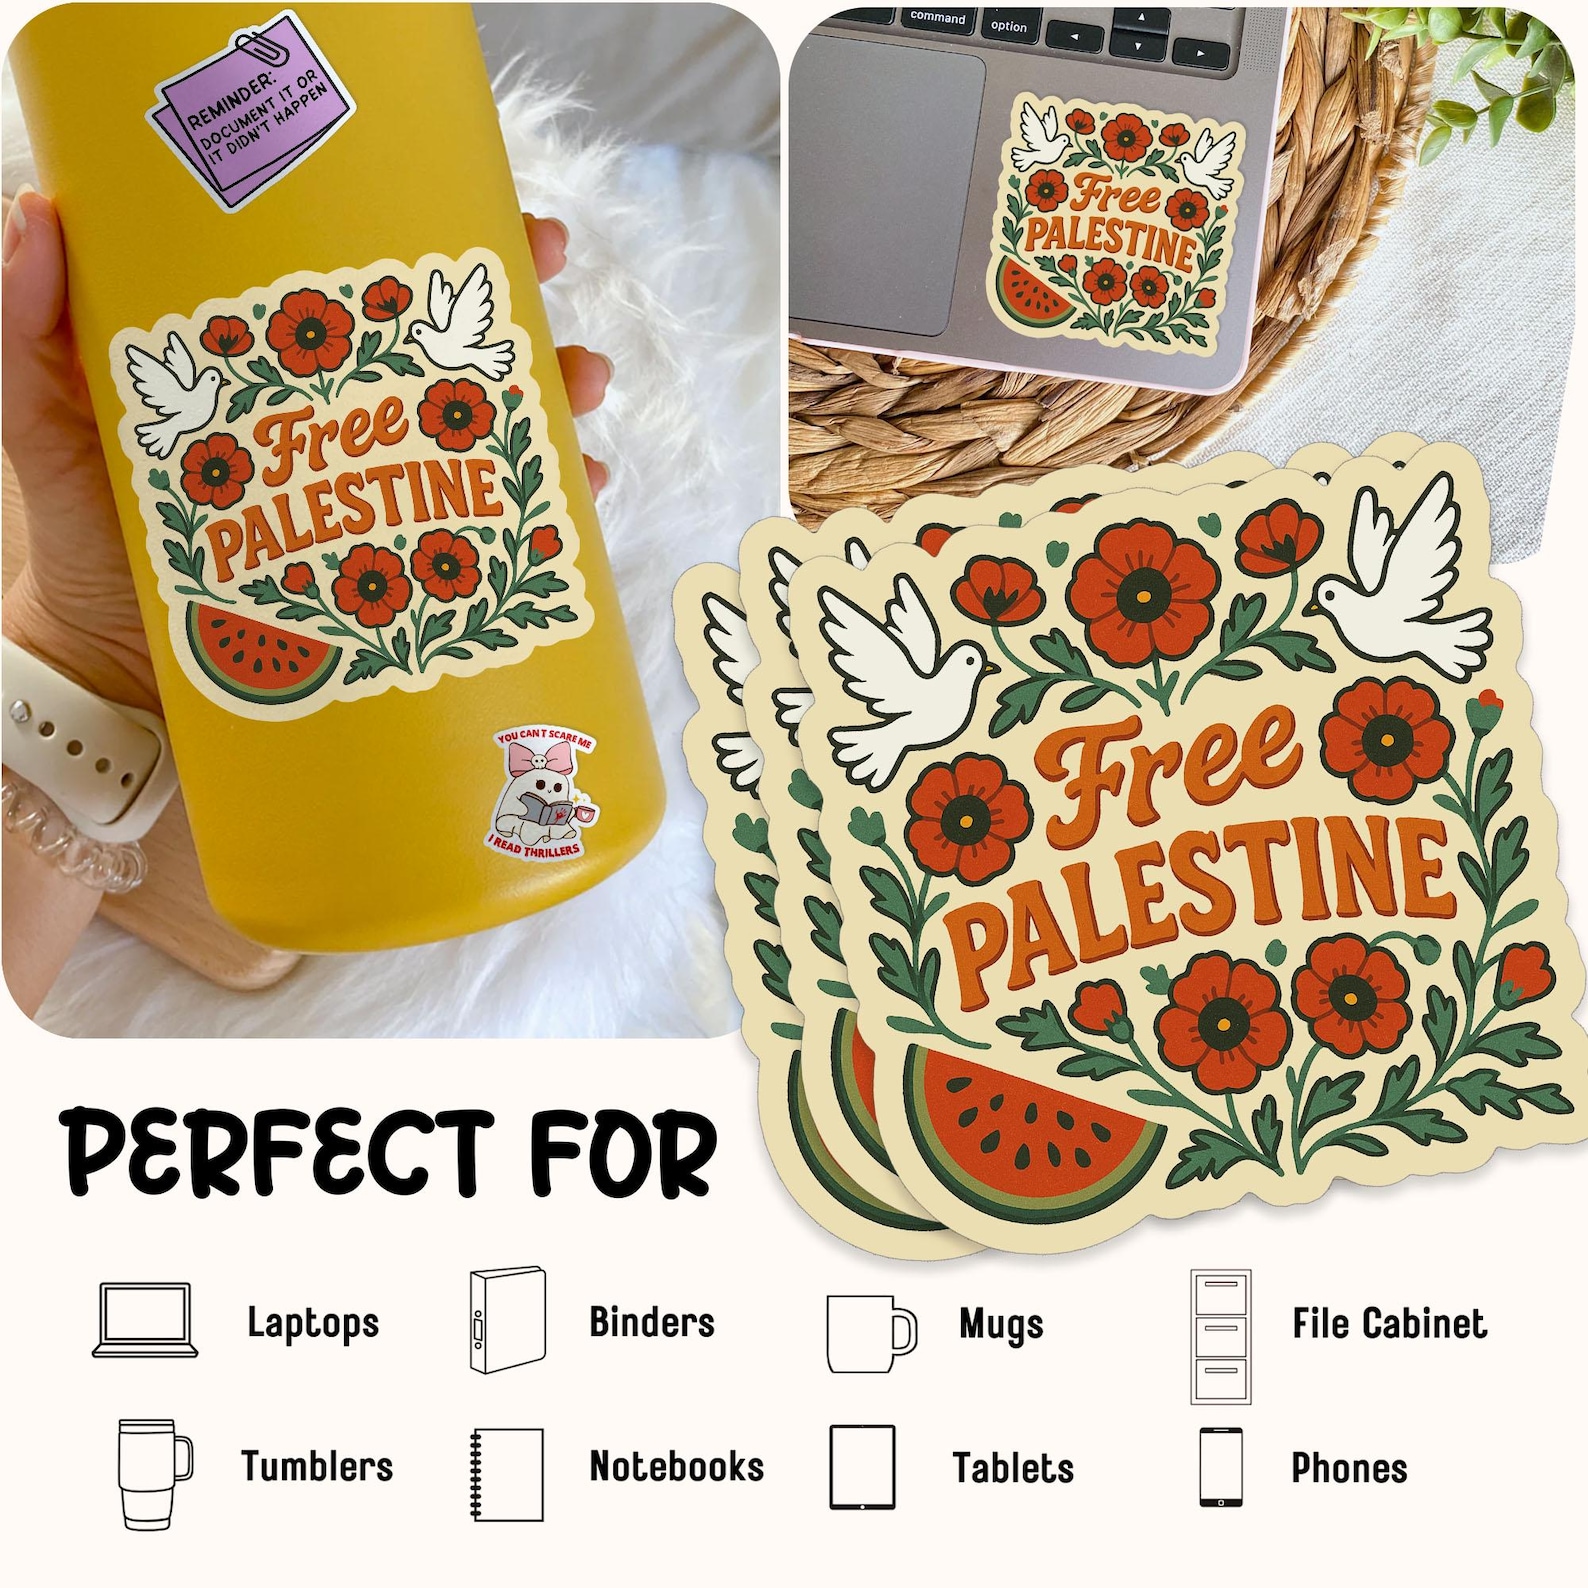 REMINDER:
DOCUMENT IT OR
IT DIDN'T HAPPEN
Free
PALESTINE
YOU CAN T SCARE ME
I READ THRILLERS
command
option
Free
PALESTINE
Free
PALESTINE
PERFECT FOR
Laptops
Binders
Mugs
File Cabinet
Tumblers
Notebooks
Tablets
Phones